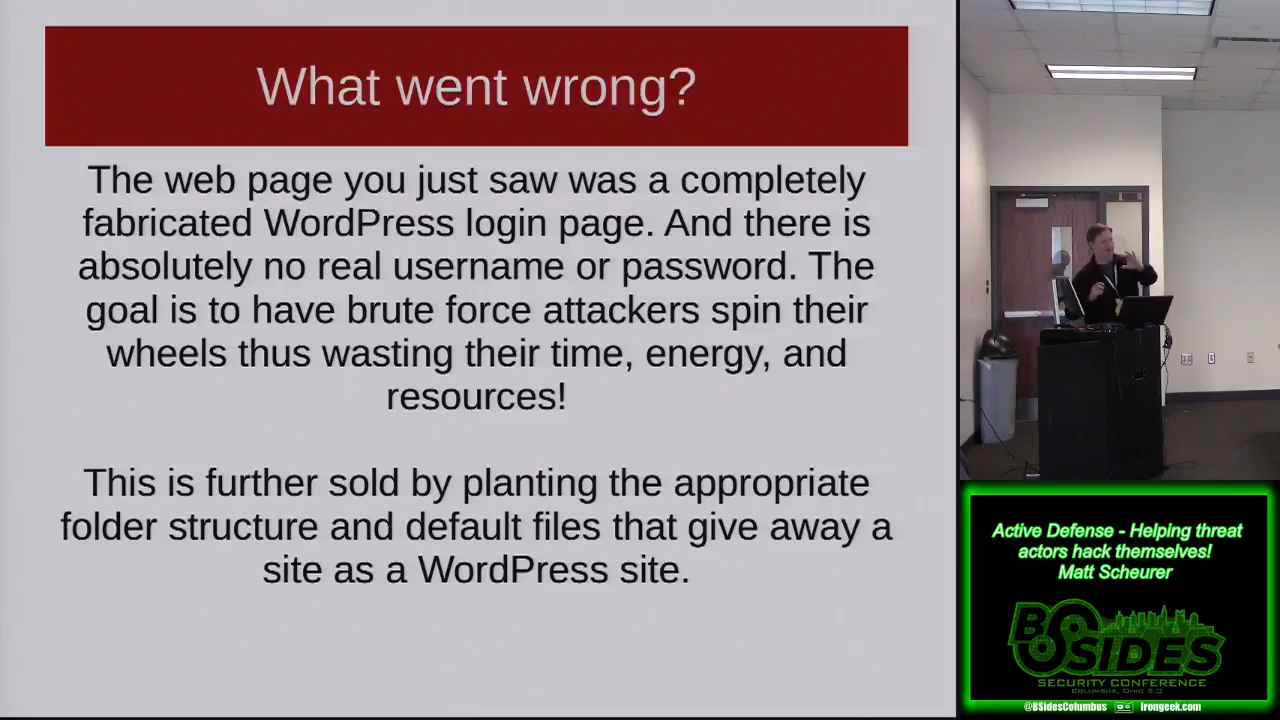 What went wrong?
The web page you just saw was a completely
fabricated WordPress login page. And there is
absolutely no real username or password. The
goal is to have brute force attackers spin their
wheels thus wasting their time, energy, and
resources!
This is further sold by planting the appropriate
folder structure and default files that give away a
site as a WordPress site.
Active Defense - Helping threat
actors hack themselves!
Matt Scheurer
BSIDES
SECURITY CONFERENCE
COLUMBUS, OHIO 5.0
@BSidesColumbus irongeek.com